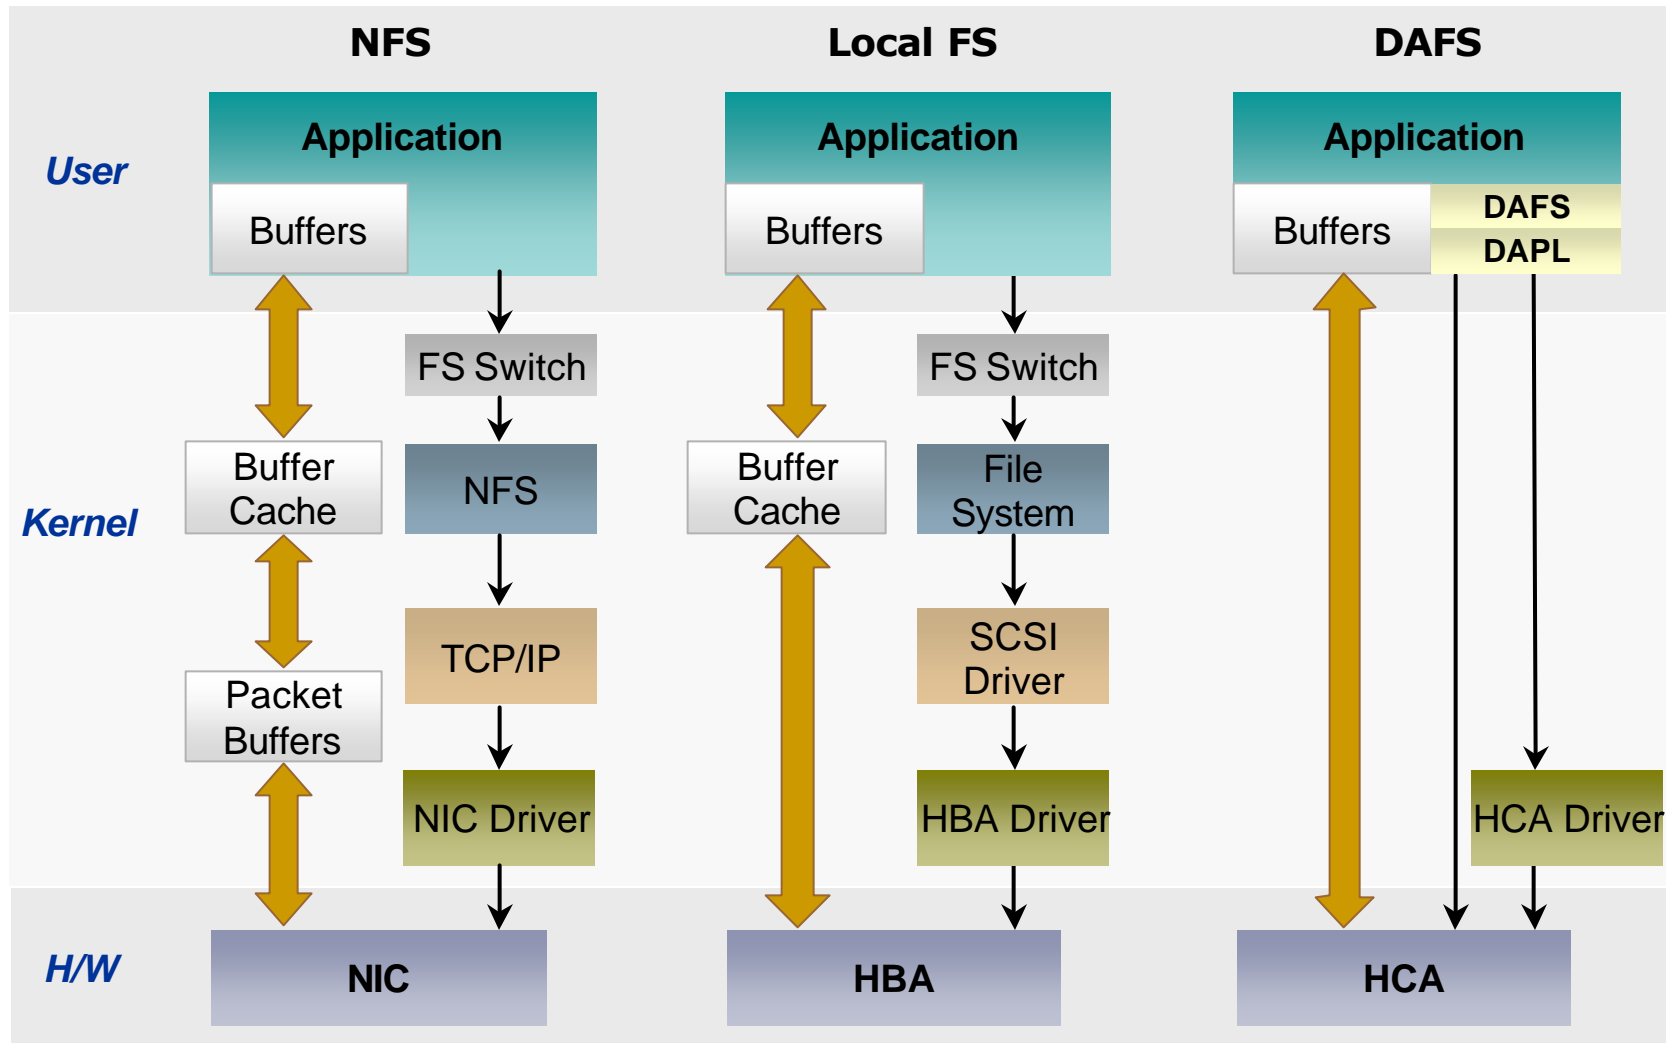 NFS
Local FS
DAFS
User
Application
Buffers
Application
Buffers
Application
Buffers
DAFS
DAPL
Kernel
FS Switch
Buffer
Cache
NFS
TCP/IP
Packet
Buffers
NIC Driver
FS Switch
Buffer
Cache
File
System
SCSI
Driver
HBA Driver
HCA Driver
H/W
NIC
HBA
HCA